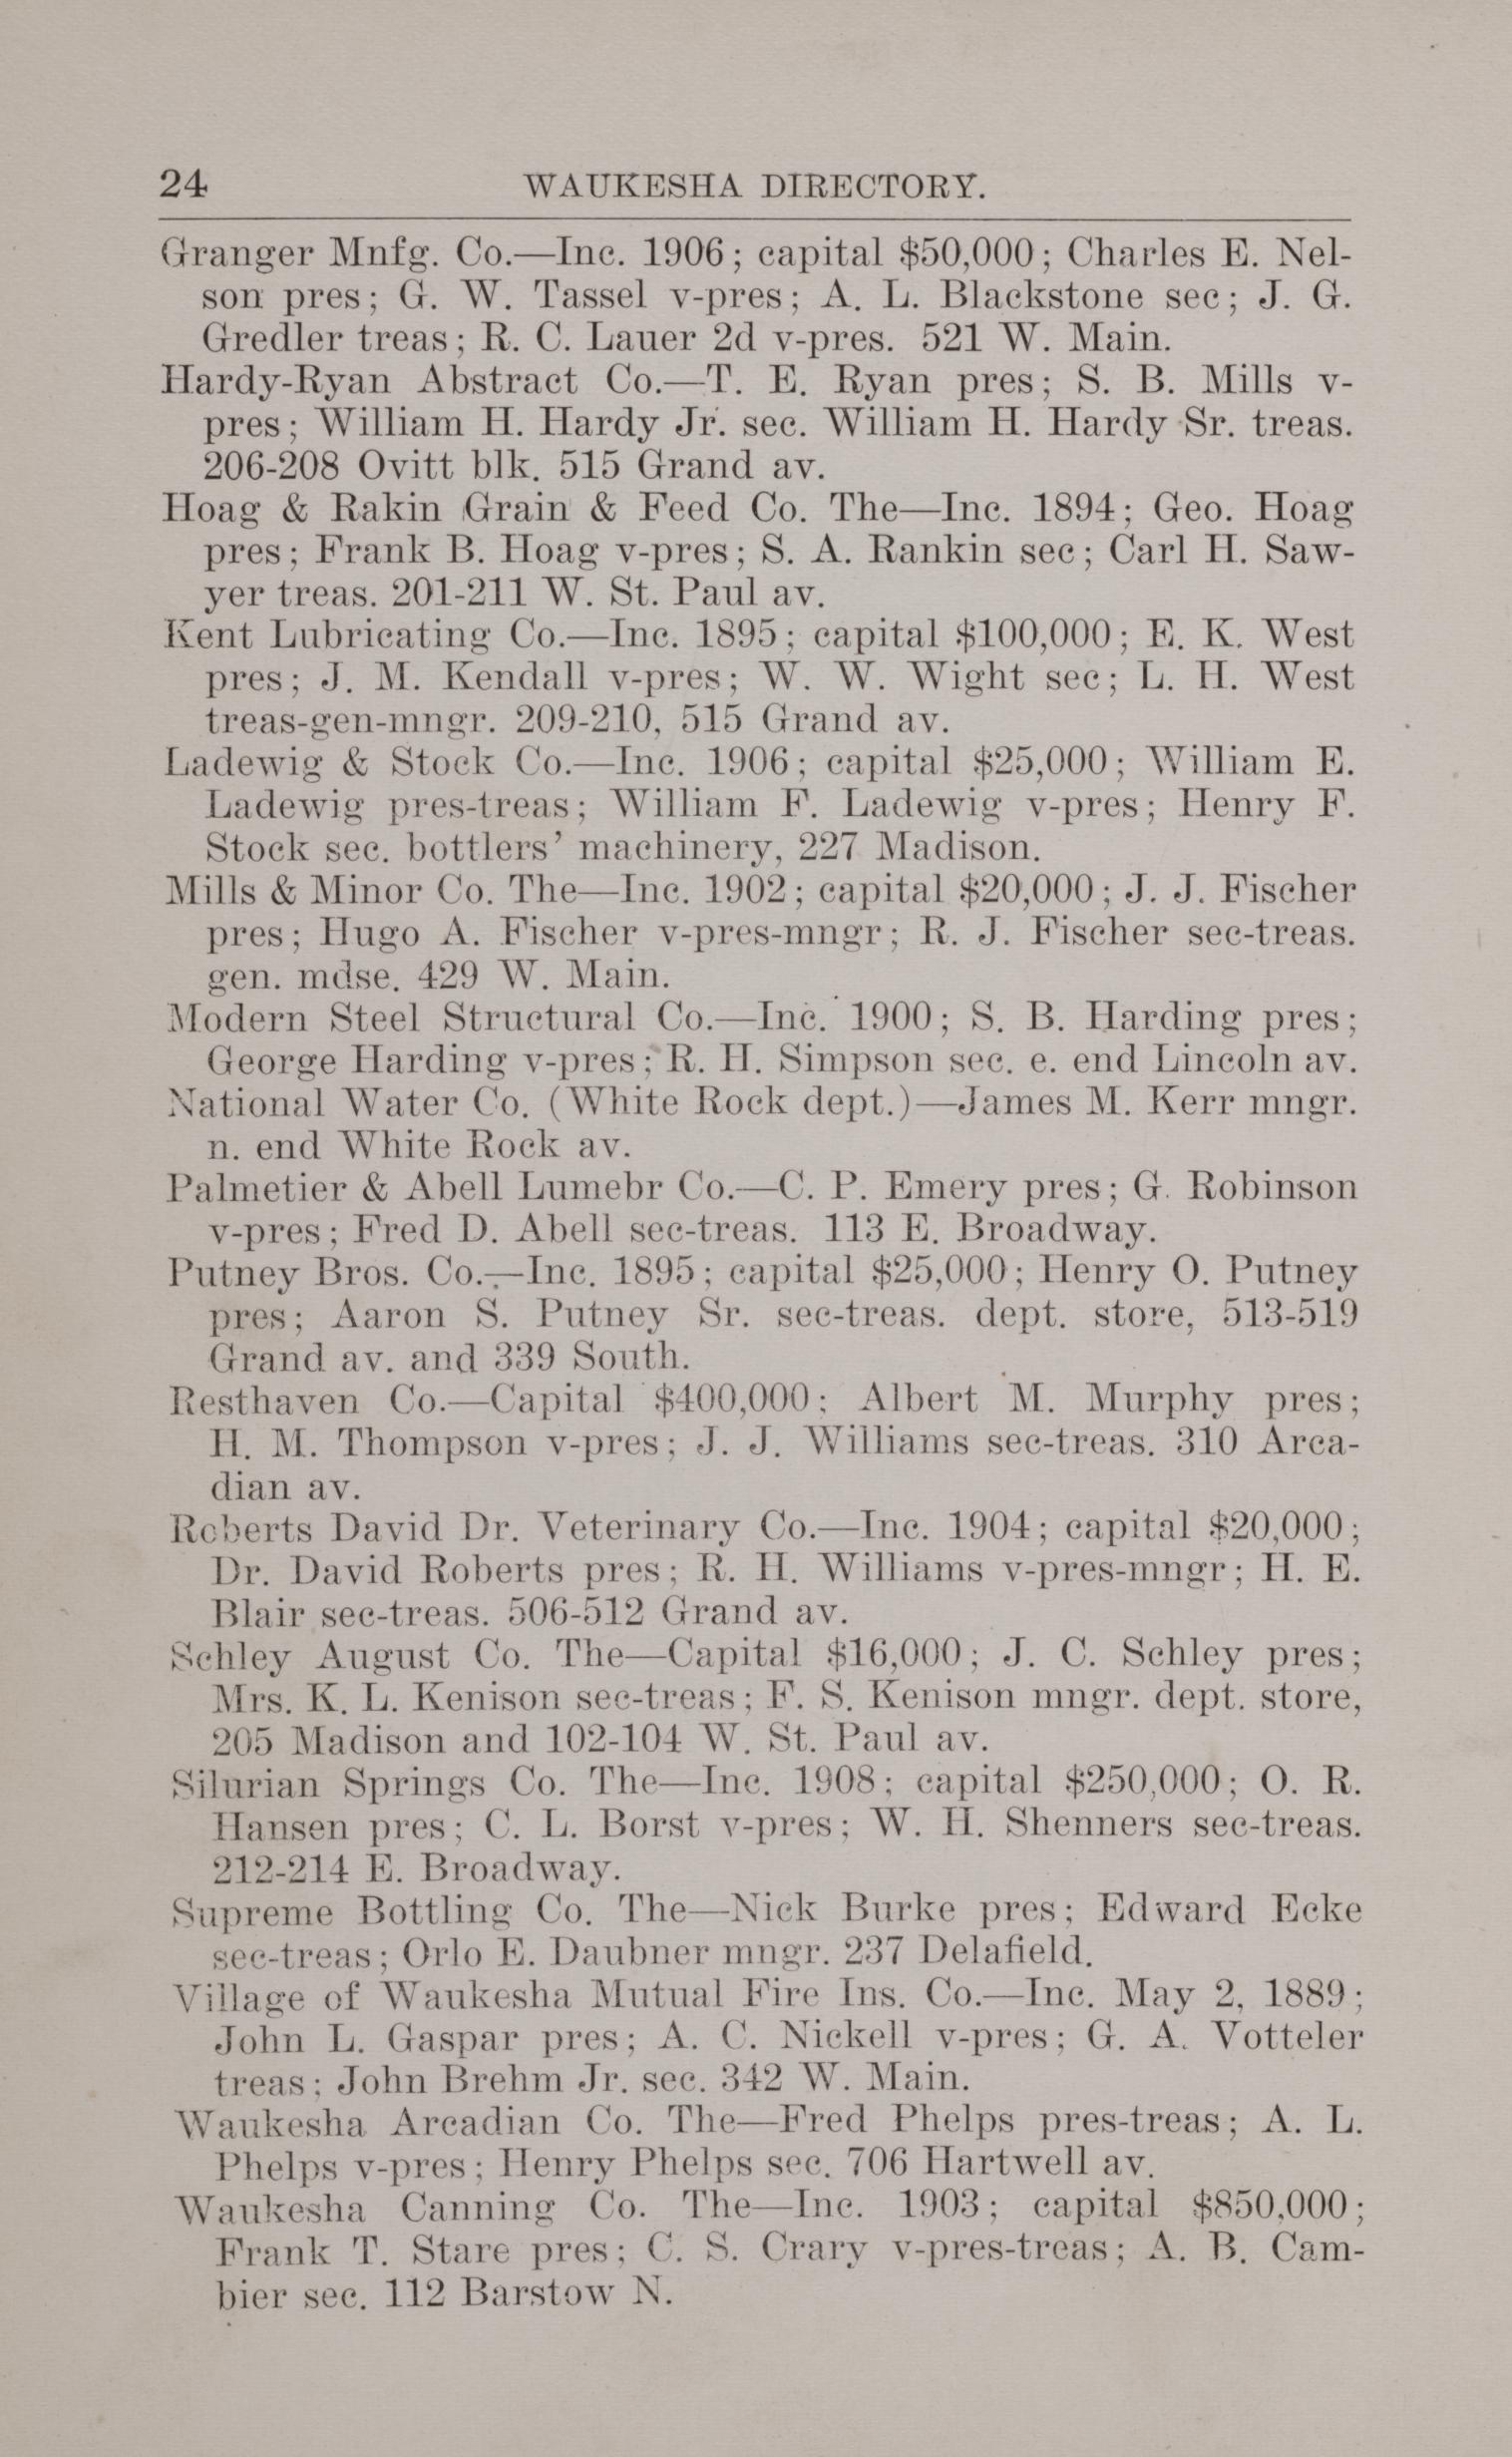 24 WAUKESHA DIRECTORY.
Granger Mnfg. Co.—Inc. 1906; capital $50,000; Charles E. Nel-
son pres; G. W. Tassel v-pres; A. L. Blackstone sec; J. G.
Gredler treas; R. C. Lauer 2d v-pres. 521 W. Main.
Hardy-Ryan Abstract Co.—T. E. Ryan pres; S. B. Mills v-
pres; William H. Hardy Jr. sec. William H. Hardy Sr. treas.
206-208 Ovitt blk. 515 Grand av.
Hoag & Rakin Grain & Feed Co. The—Inc. 1894; Geo. Hoag
pres; Frank B. Hoag v-pres; S. A. Rankin sec; Carl H. Saw-
yer treas. 201-211 W. St. Paul av.
Kent Lubricating Co.—Inc. 1895; capital $100,000; E. K. West
pres; J. M. Kendall v-pres; W. W. Wight sec; L. H. West
treas-gen-mngr. 209-210, 515 Grand av.
Ladewig & Stock Co.—Inc. 1906; capital $25,000; William E.
Ladewig pres-treas; William F. Ladewig v-pres; Henry F.
Stock sec. bottlers' machinery, 227 Madison.
Mills & Minor Co. The—Inc. 1902; capital $20,000; J. J. Fischer
pres; Hugo A. Fischer v-pres-mngr; R. J. Fischer sec-treas.
gen. mdse. 429 W. Main.
Modern Steel Structural Co.—Inc. 1900; S. B. Harding pres;
George Harding v-pres; R. H. Simpson sec. e. end Lincoln av.
National Water Co. (White Rock dept.)—James M. Kerr mngr.
n. end White Rock av.
Palmetier & Abell Lumebr Co.—C. P. Emery pres; G. Robinson
v-pres; Fred D. Abell sec-treas. 113 E. Broadway.
Putney Bros. Co.—Inc. 1895; capital $25,000; Henry O. Putney
pres; Aaron S. Putney Sr. sec-treas. dept. store, 513-519
Grand av. and 339 South.
Resthaven Co.—Capital $400,000; Albert M. Murphy pres;
H. M. Thompson v-pres; J. J. Williams sec-treas. 310 Arca-
dian av.
Roberts David Dr. Veterinary Co.—Inc. 1904; capital $20,000;
Dr. David Roberts pres; R. H. Williams v-pres-mngr; H. E.
Blair sec-treas. 506-512 Grand av.
Schley August Co. The—Capital $16,000; J. C. Schley pres;
Mrs. K. L. Kenison sec-treas; F. S. Kenison mngr. dept. store,
205 Madison and 102-104 W. St. Paul av.
Silurian Springs Co. The—Inc. 1908; capital $250,000; O. R.
Hansen pres; C. L. Borst v-pres; W. H. Shenners sec-treas.
212-214 E. Broadway.
Supreme Bottling Co. The—Nick Burke pres; Edward Ecke
sec-treas; Orlo E. Daubner mngr. 237 Delafield.
Village of Waukesha Mutual Fire Ins. Co.—Inc. May 2, 1889;
John L. Gaspar pres; A. C. Nickell v-pres; G. A. Votteler
treas; John Brehm Jr. sec. 342 W. Main.
Waukesha Arcadian Co. The—Fred Phelps pres-treas; A. L.
Phelps v-pres; Henry Phelps sec. 706 Hartwell av.
Waukesha Canning Co. The—Inc. 1903; capital $850,000;
Frank T. Stare pres; C. S. Crary v-pres-treas; A. B. Cam-
bier sec. 112 Barstow N.